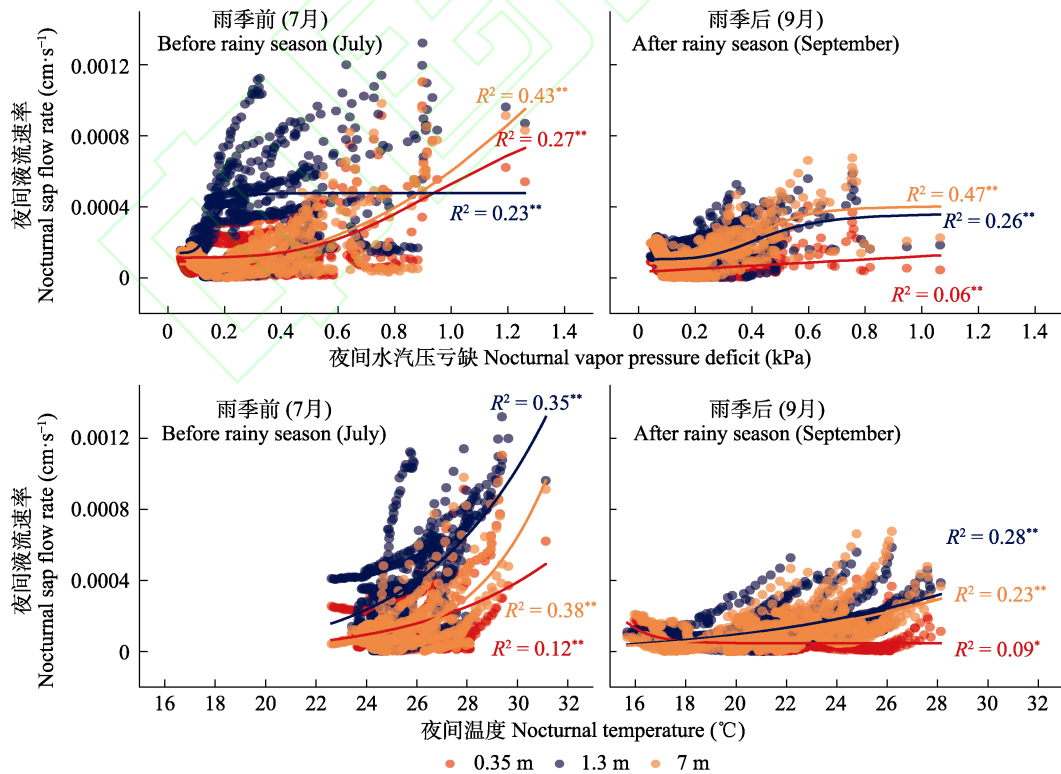 雨季前 (7月)
Before rainy season (July)
雨季后 (9月)
After rainy season (September)
夜间液流速率
Nocturnal sap flow rate (cm·s⁻¹)
0.0012
0.0008
0.0004
0
R² = 0.43**
R² = 0.27**
R² = 0.23**
R² = 0.47**
R² = 0.26**
R² = 0.06**
0 0.2 0.4 0.6 0.8 1.0 1.2 1.4
0 0.2 0.4 0.6 0.8 1.0 1.2 1.4
夜间水汽压亏缺 Nocturnal vapor pressure deficit (kPa)
雨季前 (7月)
Before rainy season (July)
雨季后 (9月)
After rainy season (September)
夜间液流速率
Nocturnal sap flow rate (cm·s⁻¹)
0.0012
0.0008
0.0004
0
R² = 0.35**
R² = 0.38**
R² = 0.12**
R² = 0.28**
R² = 0.23**
R² = 0.09*
16 18 20 22 24 26 28 30 32
16 18 20 22 24 26 28 30 32
夜间温度 Nocturnal temperature (℃)
0.35 m 1.3 m 7 m